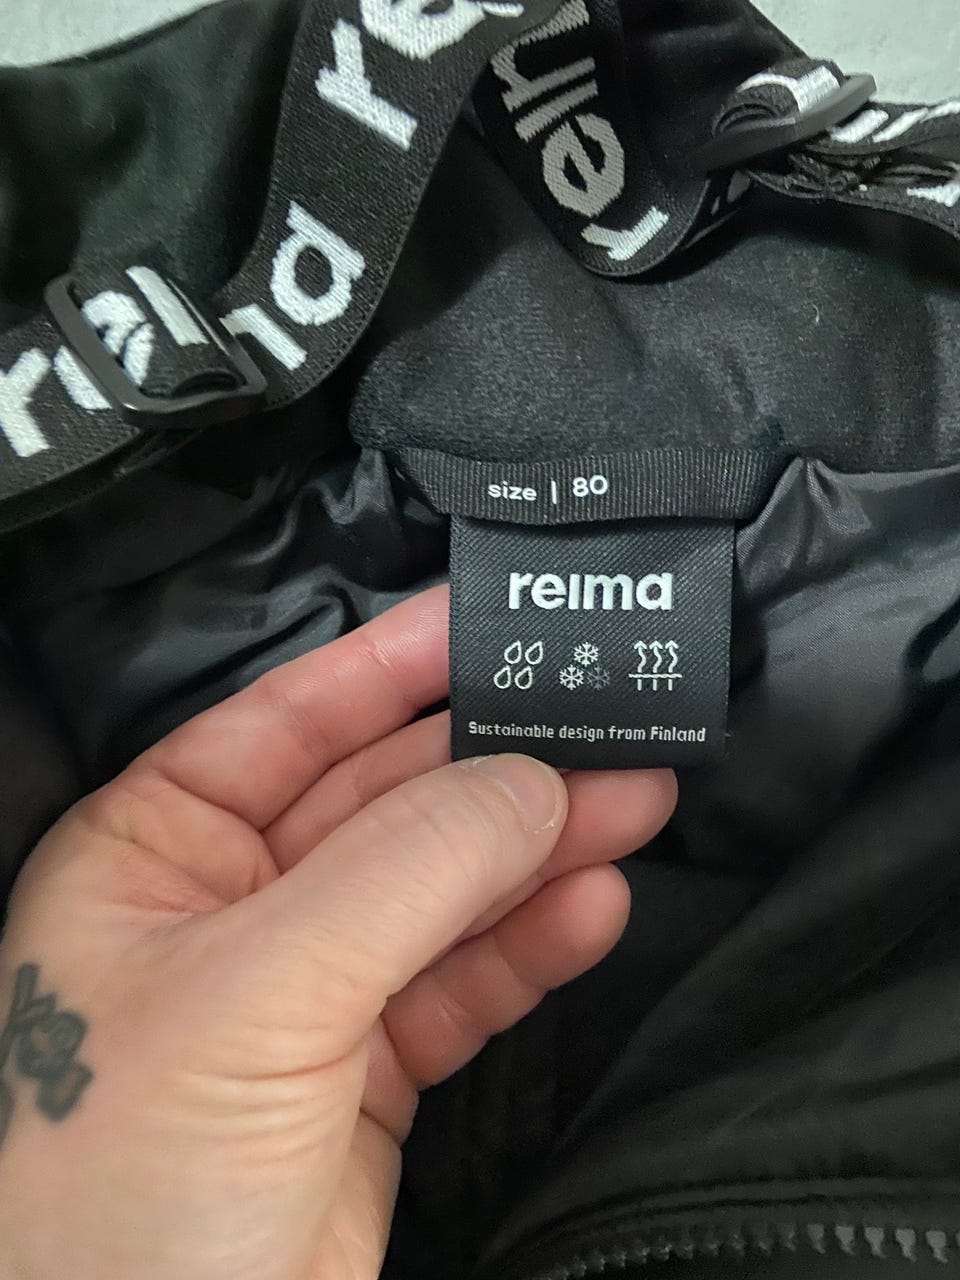 size | 80
reima
Sustainable design from Finland